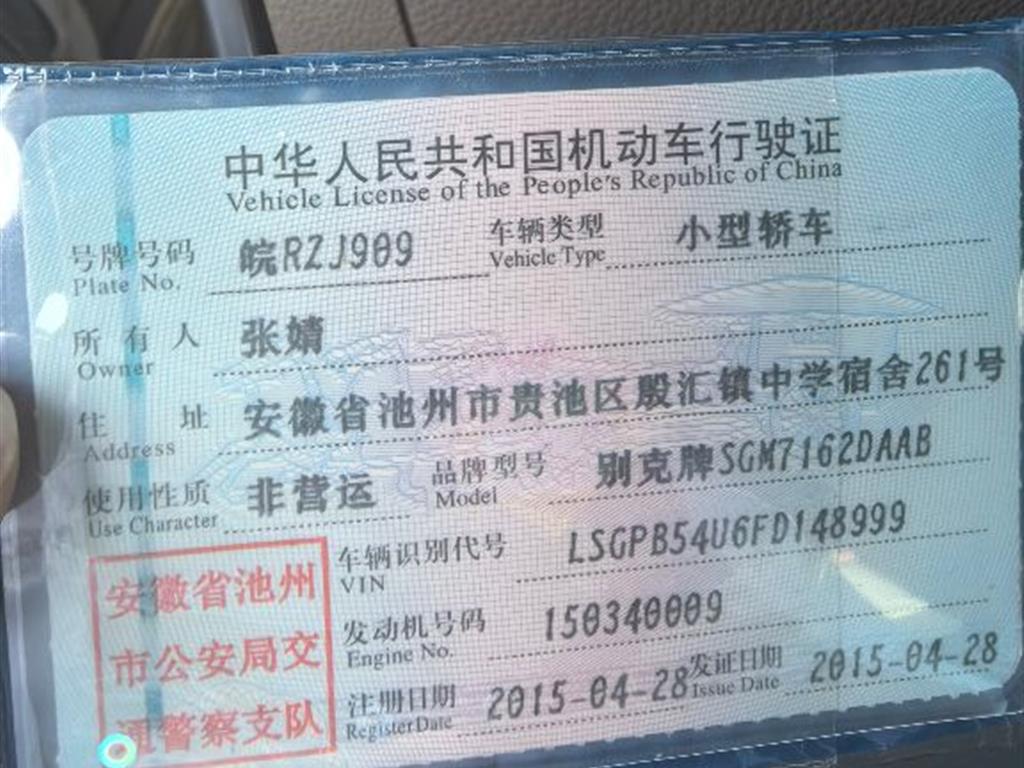 中华人民共和国机动车行驶证
Vehicle License of the People's Republic of China
号牌号码 皖RZJ909 车辆类型 小型轿车
Plate No. Vehicle Type
所有人 张婧
Owner
住址 安徽省池州市贵池区殷汇镇中学宿舍261号
Address
使用性质 非营运 品牌型号 别克牌SGM7162DAAB
Use Character Model
安徽省池州
市公安局交
通警察支队
车辆识别代号 LSGPB54U6FD148999
VIN
发动机号码 150340009
Engine No.
注册日期 2015-04-28 发证日期 2015-04-28
Register Date Issue Date